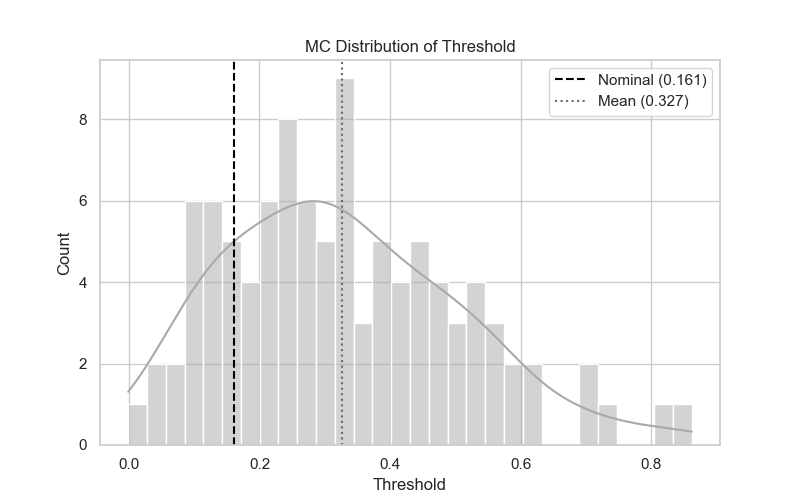 MC Distribution of Threshold
Nominal (0.161)
Mean (0.327)
Count
8
6
4
2
0
0.0 0.2 0.4 0.6 0.8
Threshold